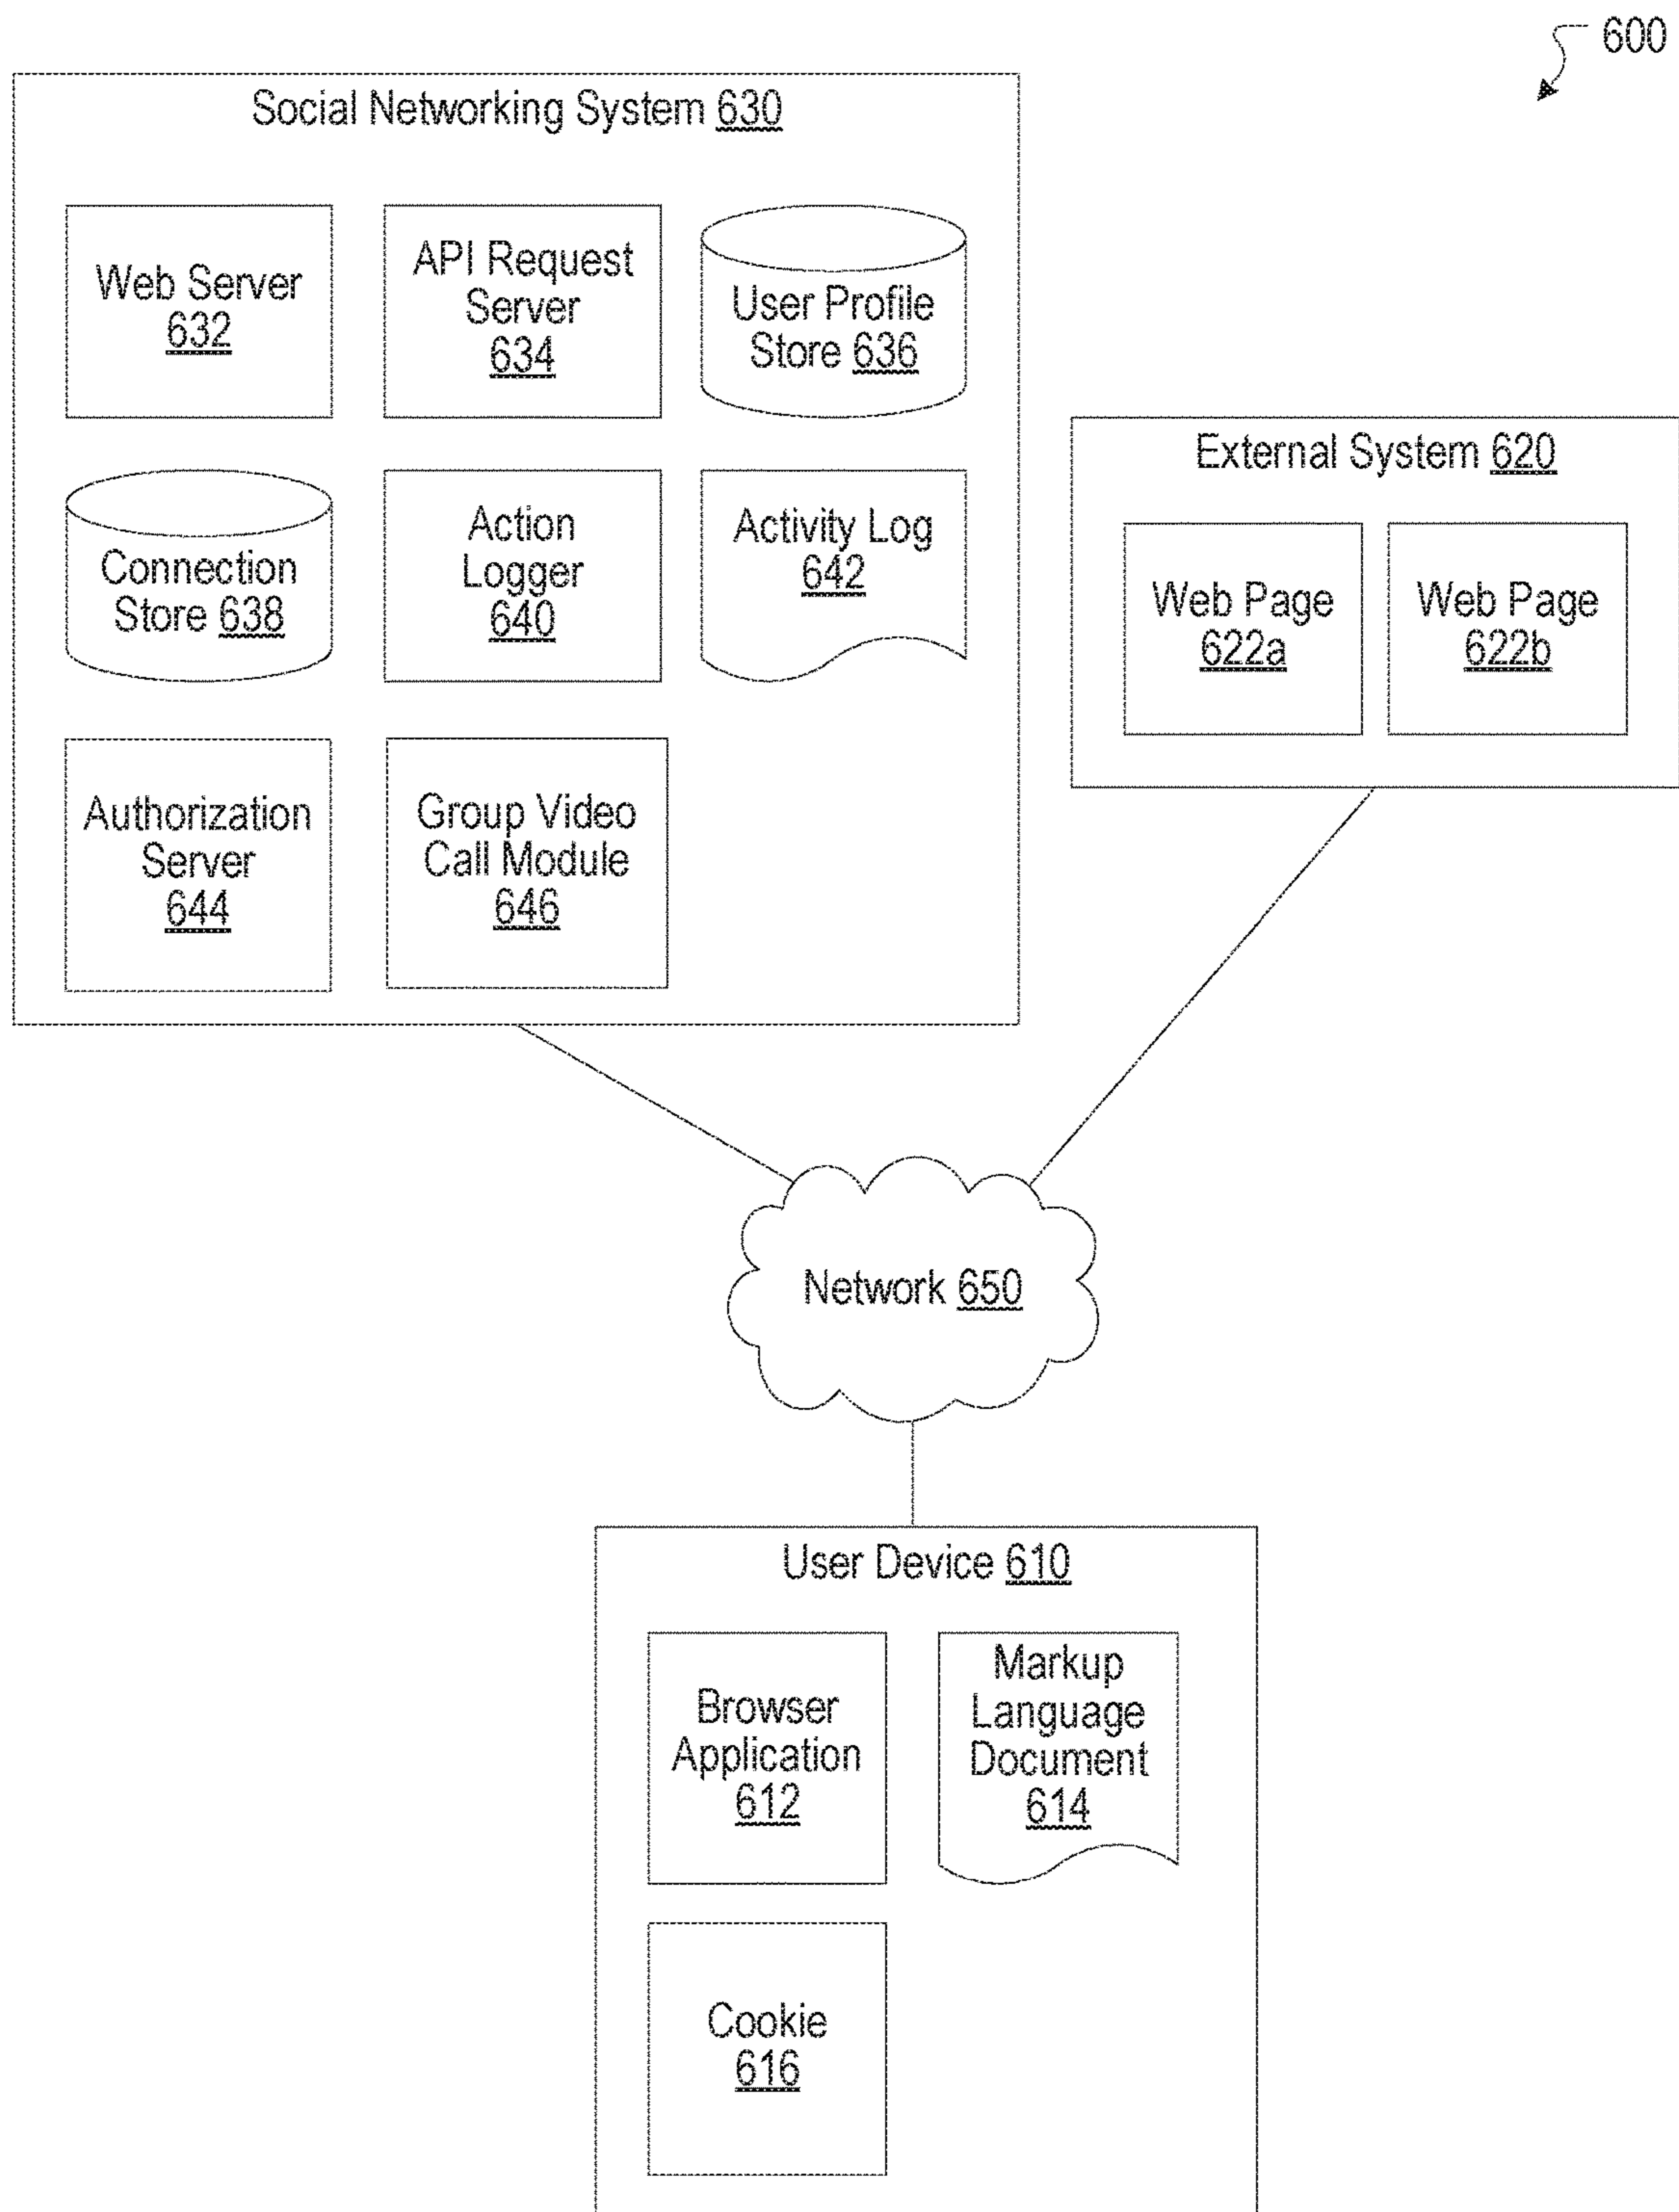 600
Social Networking System 630
Web Server
632
API Request
Server
634
User Profile
Store 636
Connection
Store 638
Action
Logger
640
Activity Log
642
Authorization
Server
644
Group Video
Call Module
646
External System 620
Web Page
622a
Web Page
622b
Network 650
User Device 610
Browser
Application
612
Markup
Language
Document
614
Cookie
616